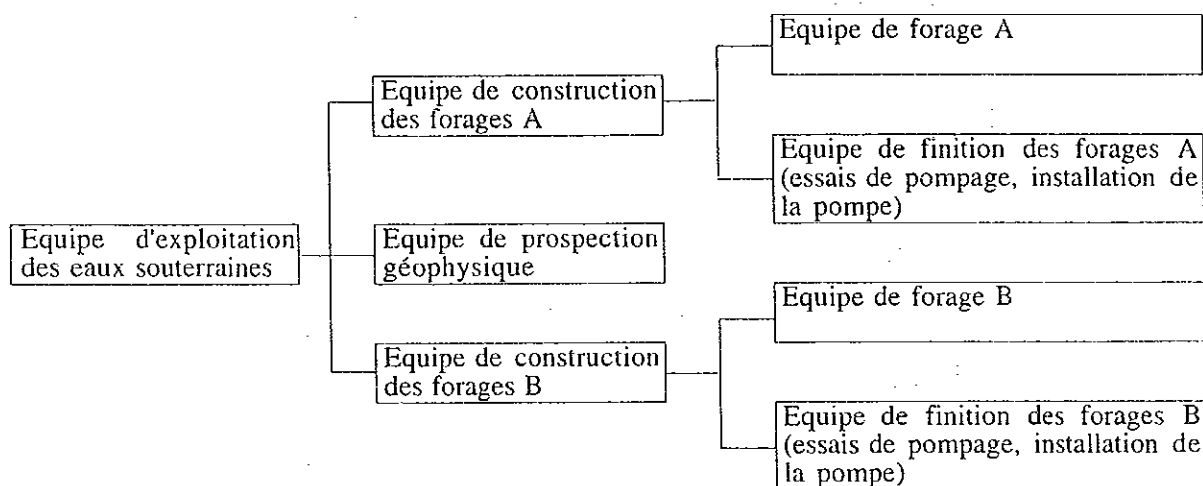 Equipe de forage A
Equipe de construction
des forages A
Equipe de finition des forages A
(essais de pompage, installation de
la pompe)
Equipe d'exploitation
des eaux souterraines
Equipe de prospection
géophysique
Equipe de forage B
Equipe de construction
des forages B
Equipe de finition des forages B
(essais de pompage, installation de
la pompe)